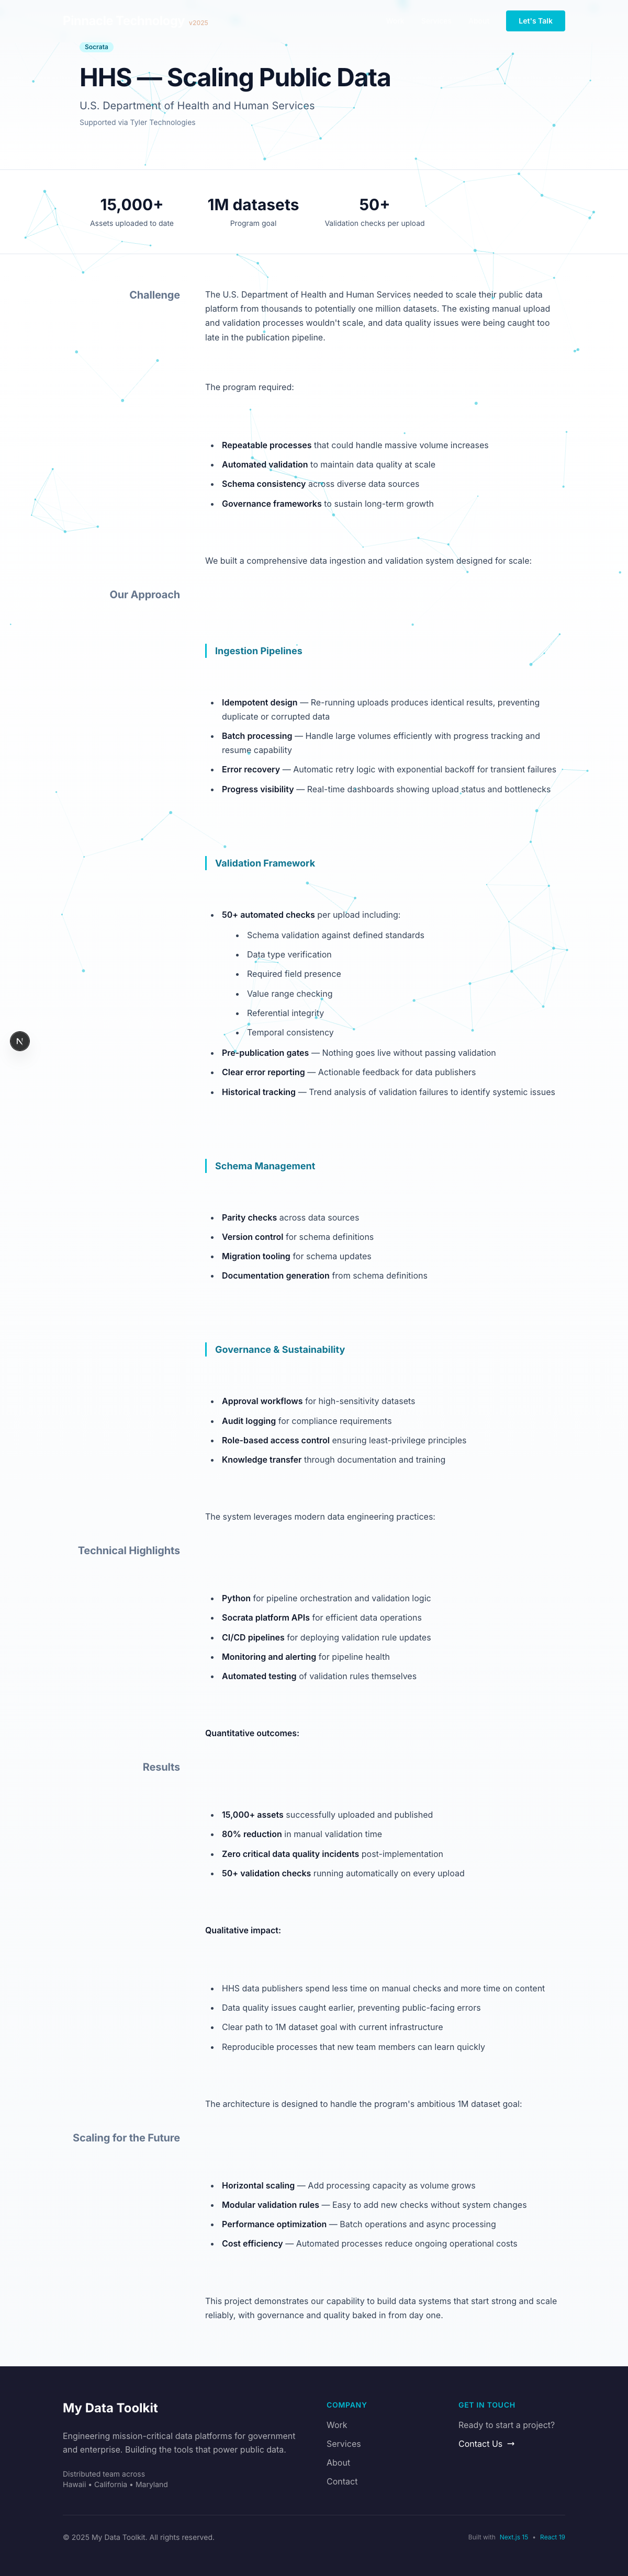 v2025
Let's Talk
Socrata
HHS — Scaling Public Data
U.S. Department of Health and Human Services
Supported via Tyler Technologies
15,000+
Assets uploaded to date
1M datasets
Program goal
50+
Validation checks per upload
Challenge
The U.S. Department of Health and Human Services needed to scale their public data
platform from thousands to potentially one million datasets. The existing manual upload
and validation processes wouldn't scale, and data quality issues were being caught too
late in the publication pipeline.
The program required:
• Repeatable processes that could handle massive volume increases
• Automated validation to maintain data quality at scale
• Schema consistency across diverse data sources
• Governance frameworks to sustain long-term growth
We built a comprehensive data ingestion and validation system designed for scale:
Our Approach
Ingestion Pipelines
• Idempotent design — Re-running uploads produces identical results, preventing
duplicate or corrupted data
• Batch processing — Handle large volumes efficiently with progress tracking and
resume capability
• Error recovery — Automatic retry logic with exponential backoff for transient failures
• Progress visibility — Real-time dashboards showing upload status and bottlenecks
Validation Framework
• 50+ automated checks per upload including:
• Schema validation against defined standards
• Data type verification
• Required field presence
• Value range checking
• Referential integrity
• Temporal consistency
• Pre-publication gates — Nothing goes live without passing validation
• Clear error reporting — Actionable feedback for data publishers
• Historical tracking — Trend analysis of validation failures to identify systemic issues
Schema Management
• Parity checks across data sources
• Version control for schema definitions
• Migration tooling for schema updates
• Documentation generation from schema definitions
Governance & Sustainability
• Approval workflows for high-sensitivity datasets
• Audit logging for compliance requirements
• Role-based access control ensuring least-privilege principles
• Knowledge transfer through documentation and training
The system leverages modern data engineering practices:
Technical Highlights
• Python for pipeline orchestration and validation logic
• Socrata platform APIs for efficient data operations
• CI/CD pipelines for deploying validation rule updates
• Monitoring and alerting for pipeline health
• Automated testing of validation rules themselves
Quantitative outcomes:
Results
• 15,000+ assets successfully uploaded and published
• 80% reduction in manual validation time
• Zero critical data quality incidents post-implementation
• 50+ validation checks running automatically on every upload
Qualitative impact:
• HHS data publishers spend less time on manual checks and more time on content
• Data quality issues caught earlier, preventing public-facing errors
• Clear path to 1M dataset goal with current infrastructure
• Reproducible processes that new team members can learn quickly
The architecture is designed to handle the program's ambitious 1M dataset goal:
Scaling for the Future
• Horizontal scaling — Add processing capacity as volume grows
• Modular validation rules — Easy to add new checks without system changes
• Performance optimization — Batch operations and async processing
• Cost efficiency — Automated processes reduce ongoing operational costs
This project demonstrates our capability to build data systems that start strong and scale
reliably, with governance and quality baked in from day one.
N
My Data Toolkit
Engineering mission-critical data platforms for government
and enterprise. Building the tools that power public data.
Distributed team across
Hawaii • California • Maryland
COMPANY
Work
Services
About
Contact
GET IN TOUCH
Ready to start a project?
Contact Us →
© 2025 My Data Toolkit. All rights reserved.
Built with Next.js 15 • React 19